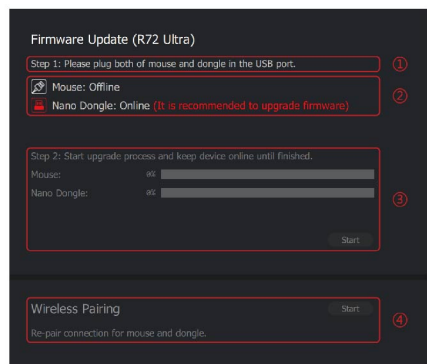 Firmware Update (R72 Ultra)
Step 1: Please plug both of mouse and dongle in the USB port.
①
Mouse: Offline
②
Nano Dongle: Online (It is recommended to upgrade firmware)
Step 2: Start upgrade process and keep device online until finished.
Mouse: 0%
Nano Dongle: 0%
③
Start
Wireless Pairing
Start
④
Re-pair connection for mouse and dongle.